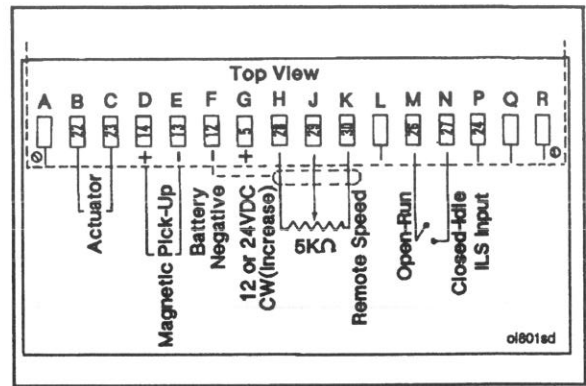 Top View
A B C D E F G H J K L M N P Q R
22 23 14 13 12 5 28 29 30 26 27 24
+ - - +
Actuator
Magnetic Pick-Up
Battery
Negative
12 or 24VDC
CW(Increase)
5KΩ
Remote Speed
Open-Run
Closed-Idle
ILS Input
ol801sd